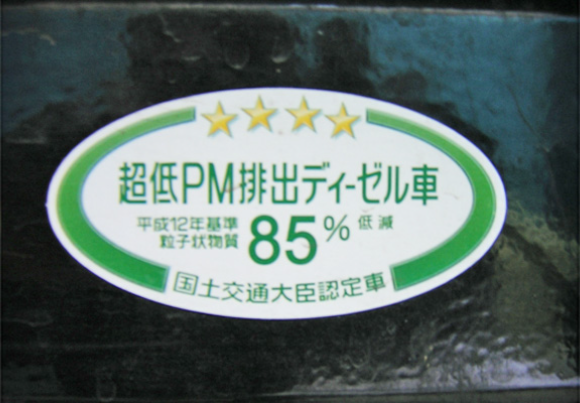 超低PM排出ディーゼル車
平成12年基準
粒子状物質
85%低減
国土交通大臣認定車